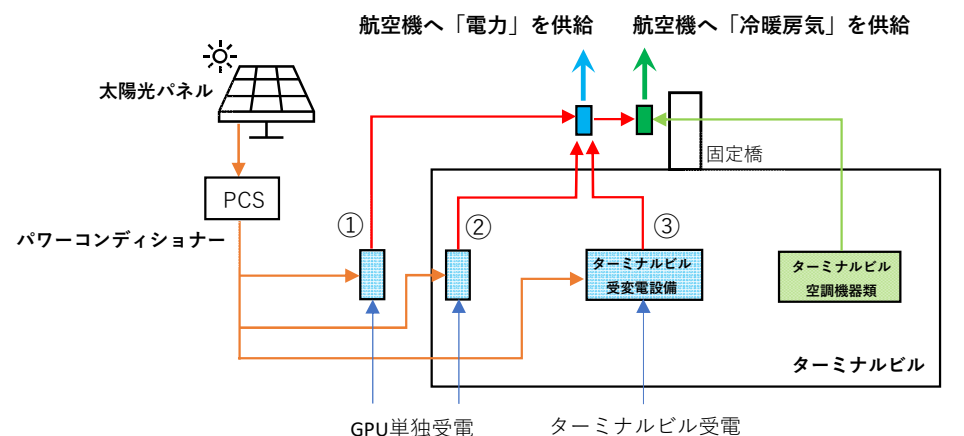 航空機へ「電力」を供給
航空機へ「冷暖房気」を供給
太陽光パネル
固定橋
PCS
パワーコンディショナー
①
②
③
ターミナルビル
受変電設備
ターミナルビル
空調機器類
ターミナルビル
GPU単独受電
ターミナルビル受電